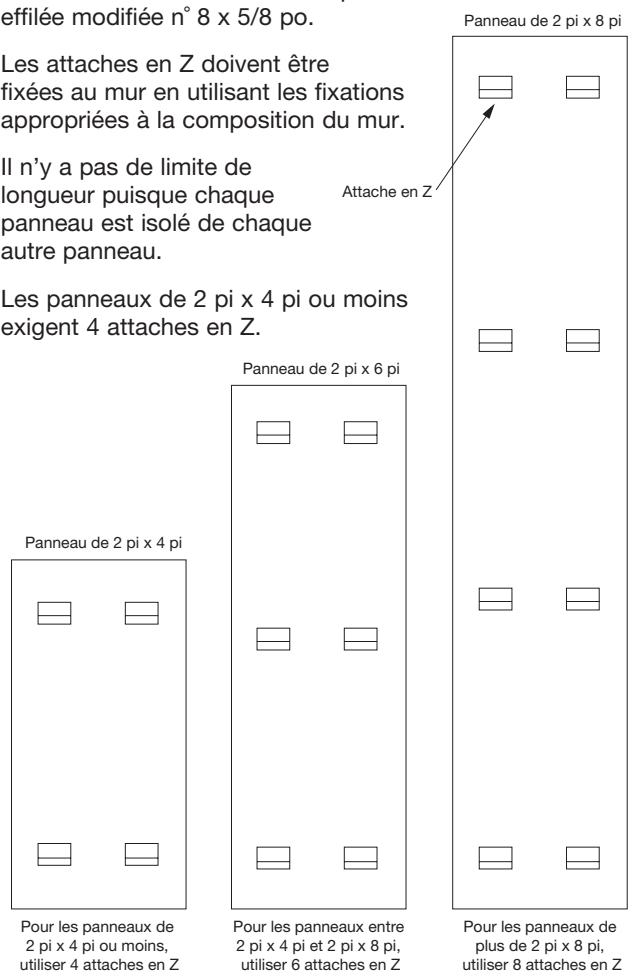 effilée modifiée n° 8 x 5/8 po.
Les attaches en Z doivent être
fixées au mur en utilisant les fixations
appropriées à la composition du mur.
Il n'y a pas de limite de
longueur puisque chaque
panneau est isolé de chaque
autre panneau.
Les panneaux de 2 pi x 4 pi ou moins
exigent 4 attaches en Z.
Panneau de 2 pi x 8 pi
Attache en Z
Panneau de 2 pi x 6 pi
Panneau de 2 pi x 4 pi
Pour les panneaux de
2 pi x 4 pi ou moins,
utiliser 4 attaches en Z
Pour les panneaux entre
2 pi x 4 pi et 2 pi x 8 pi,
utiliser 6 attaches en Z
Pour les panneaux de
plus de 2 pi x 8 pi,
utiliser 8 attaches en Z